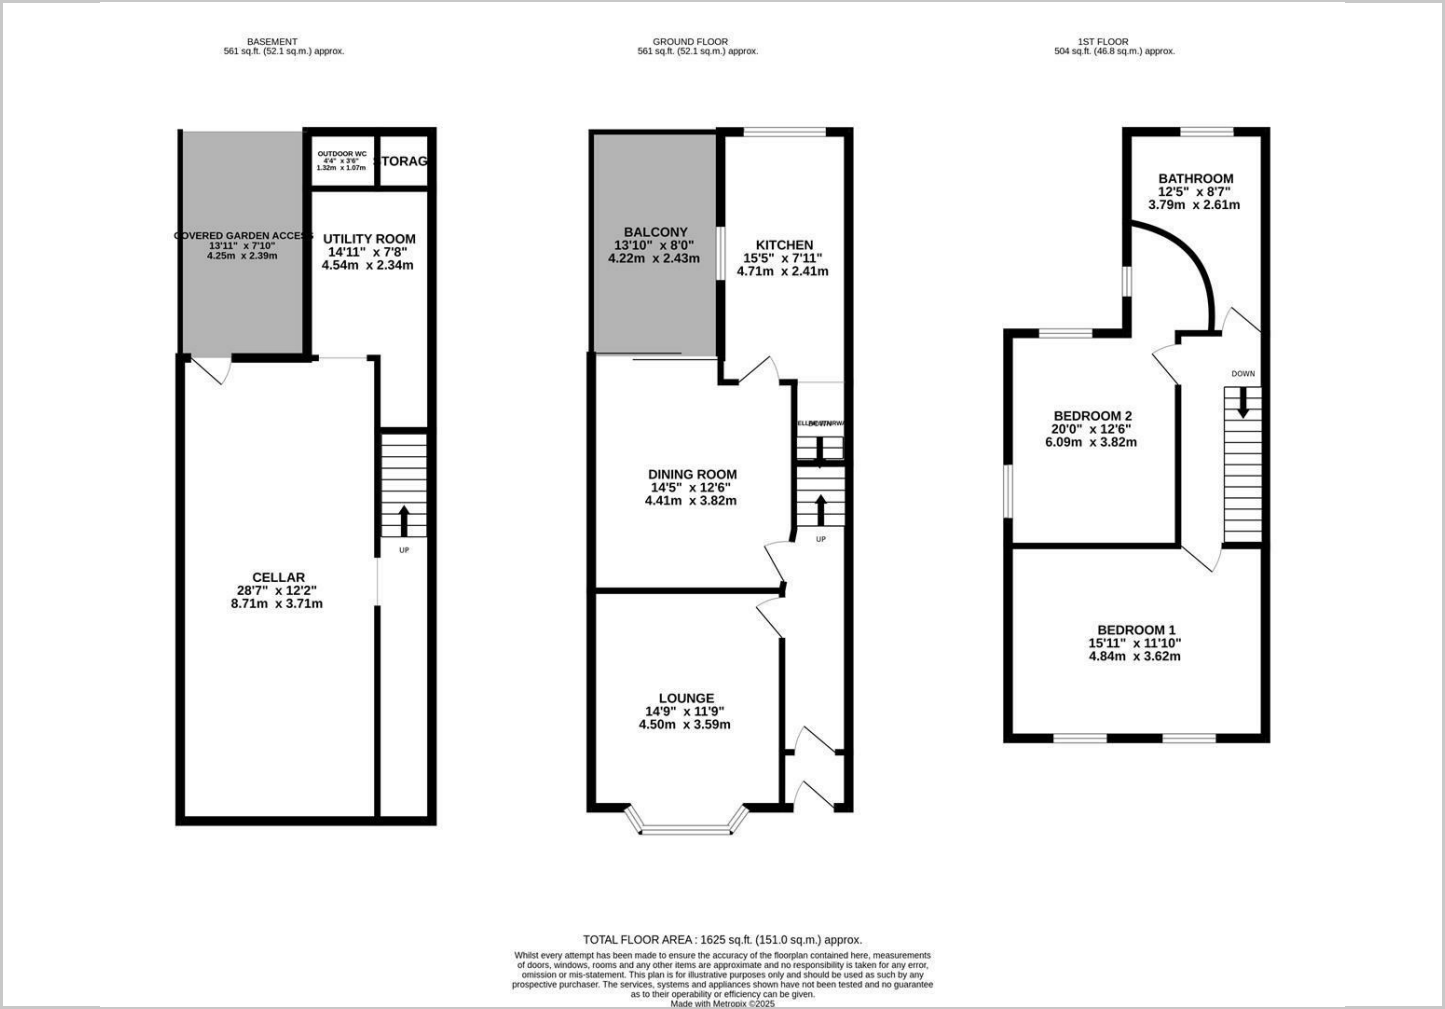 BASEMENT
561 sq.ft. (52.1 sq.m.) approx.
GROUND FLOOR
561 sq.ft. (52.1 sq.m.) approx.
1ST FLOOR
504 sq.ft. (46.8 sq.m.) approx.
OUTDOOR WC
4'4" x 3'6"
1.32m x 1.07m
TORAG
COVERED GARDEN ACCESS
13'11" x 7'10"
4.25m x 2.39m
UTILITY ROOM
14'11" x 7'8"
4.54m x 2.34m
CELLAR
28'7" x 12'2"
8.71m x 3.71m
UP
BALCONY
13'10" x 8'0"
4.22m x 2.43m
KITCHEN
15'5" x 7'11"
4.71m x 2.41m
DOWN
DINING ROOM
14'5" x 12'6"
4.41m x 3.82m
UP
LOUNGE
14'9" x 11'9"
4.50m x 3.59m
BATHROOM
12'5" x 8'7"
3.79m x 2.61m
DOWN
BEDROOM 2
20'0" x 12'6"
6.09m x 3.82m
BEDROOM 1
15'11" x 11'10"
4.84m x 3.62m
TOTAL FLOOR AREA : 1625 sq.ft. (151.0 sq.m.) approx.
Whilst every attempt has been made to ensure the accuracy of the floorplan contained here, measurements
of doors, windows, rooms and any other items are approximate and no responsibility is taken for any error,
omission or mis-statement. This plan is for illustrative purposes only and should be used as such by any
prospective purchaser. The services, systems and appliances shown have not been tested and no guarantee
as to their operability or efficiency can be given.
Made with Metropix ©2025